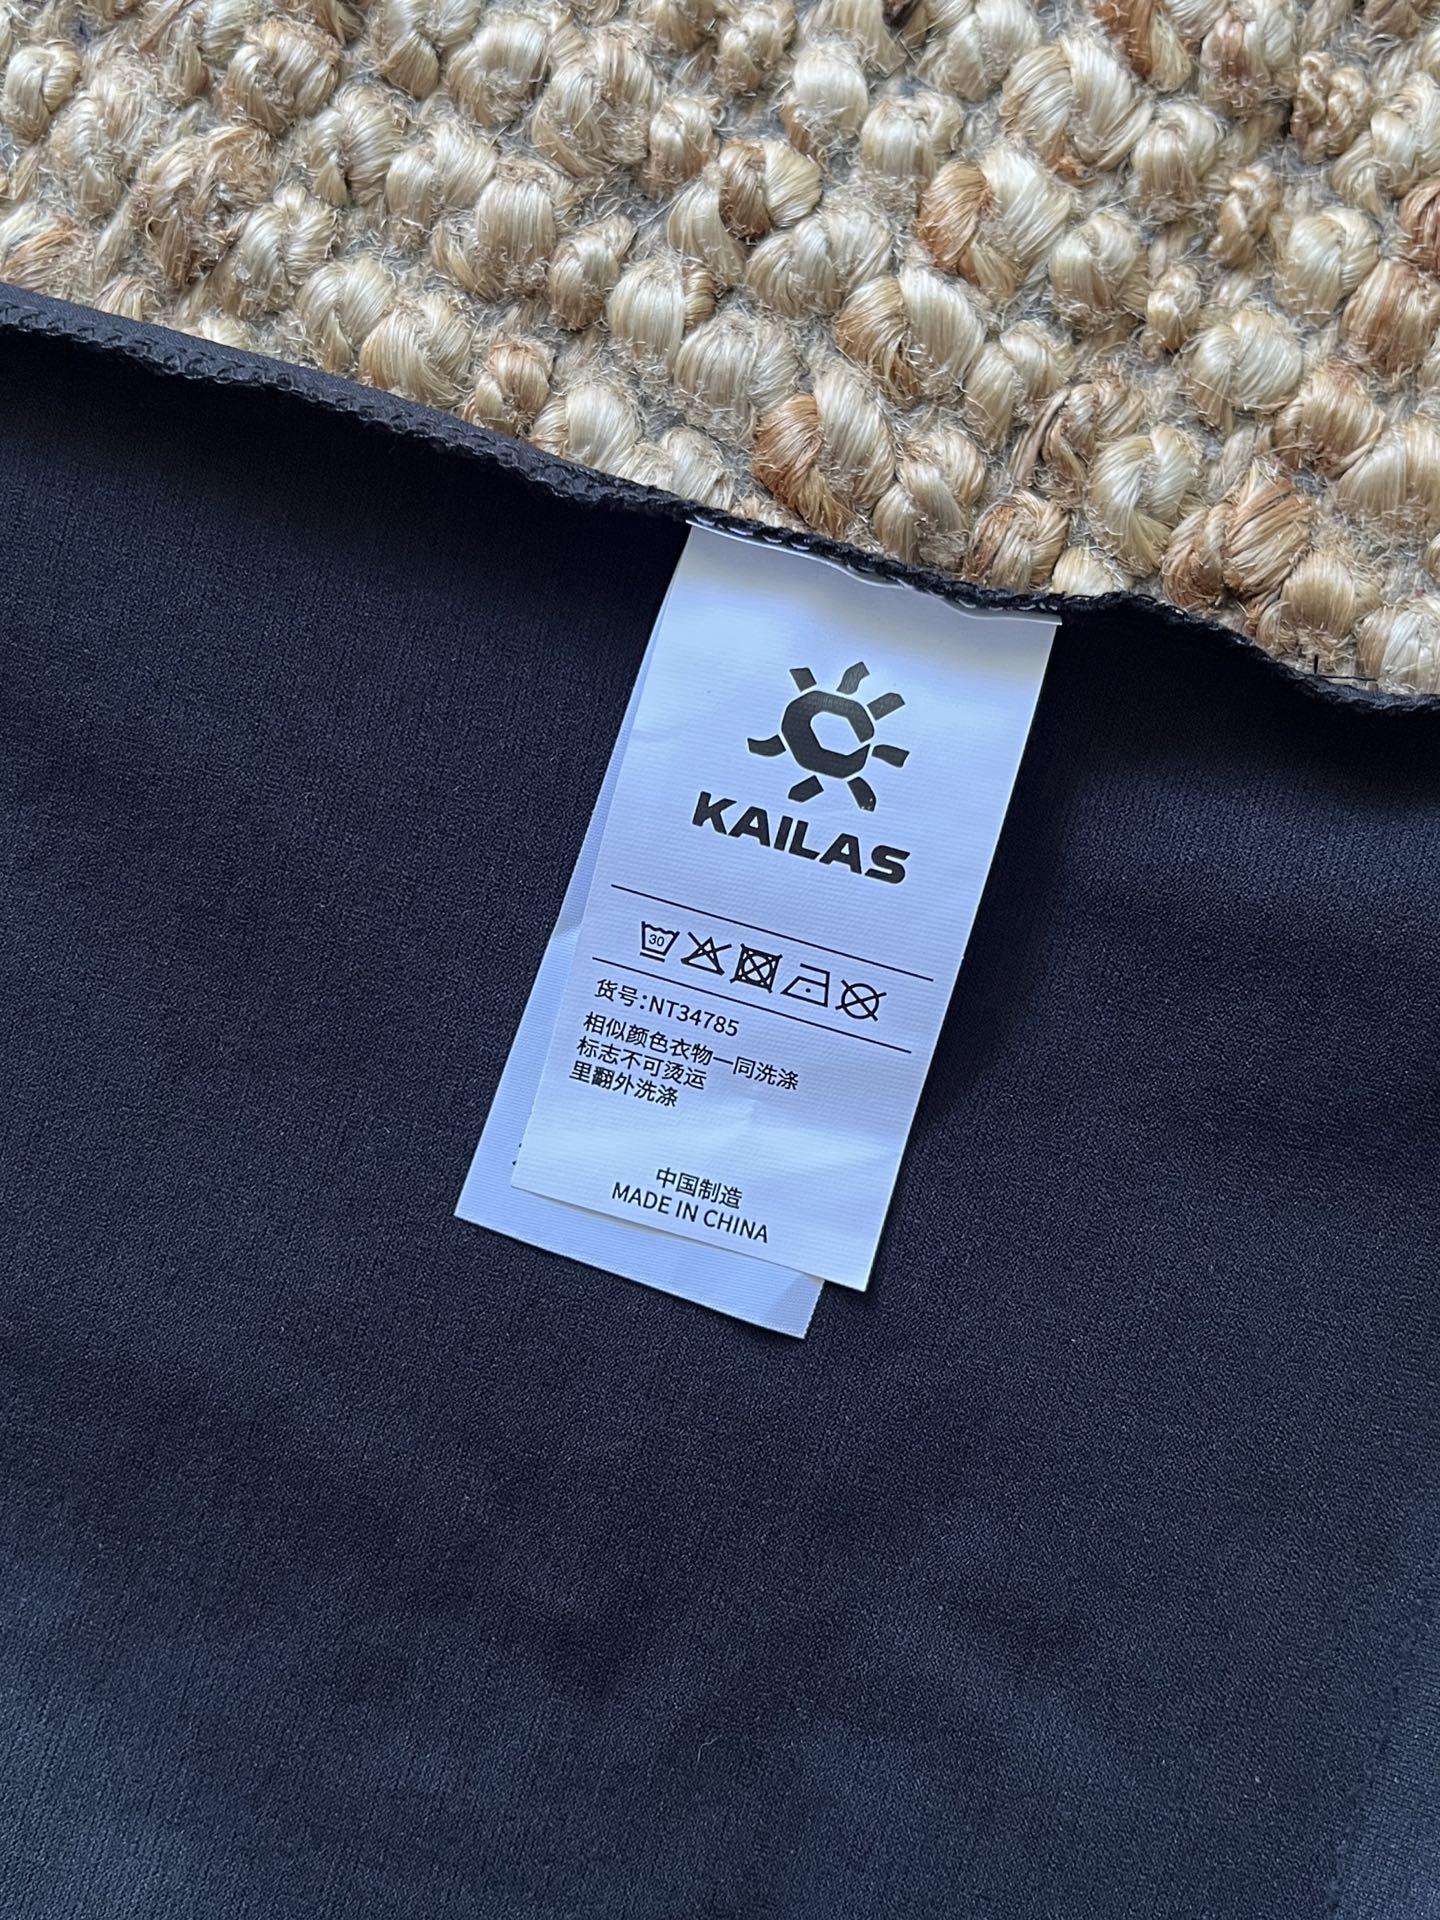 KAILAS
30
货号:NT34785
相似颜色衣物一同洗涤
标志不可烫运
里翻外洗涤
中国制造
MADE IN CHINA